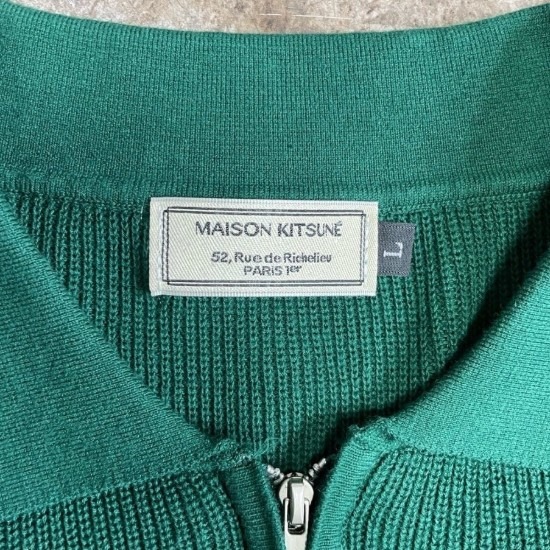 MAISON KITSUNÉ
52, Rue de Richelieu
PARIS 1er
L